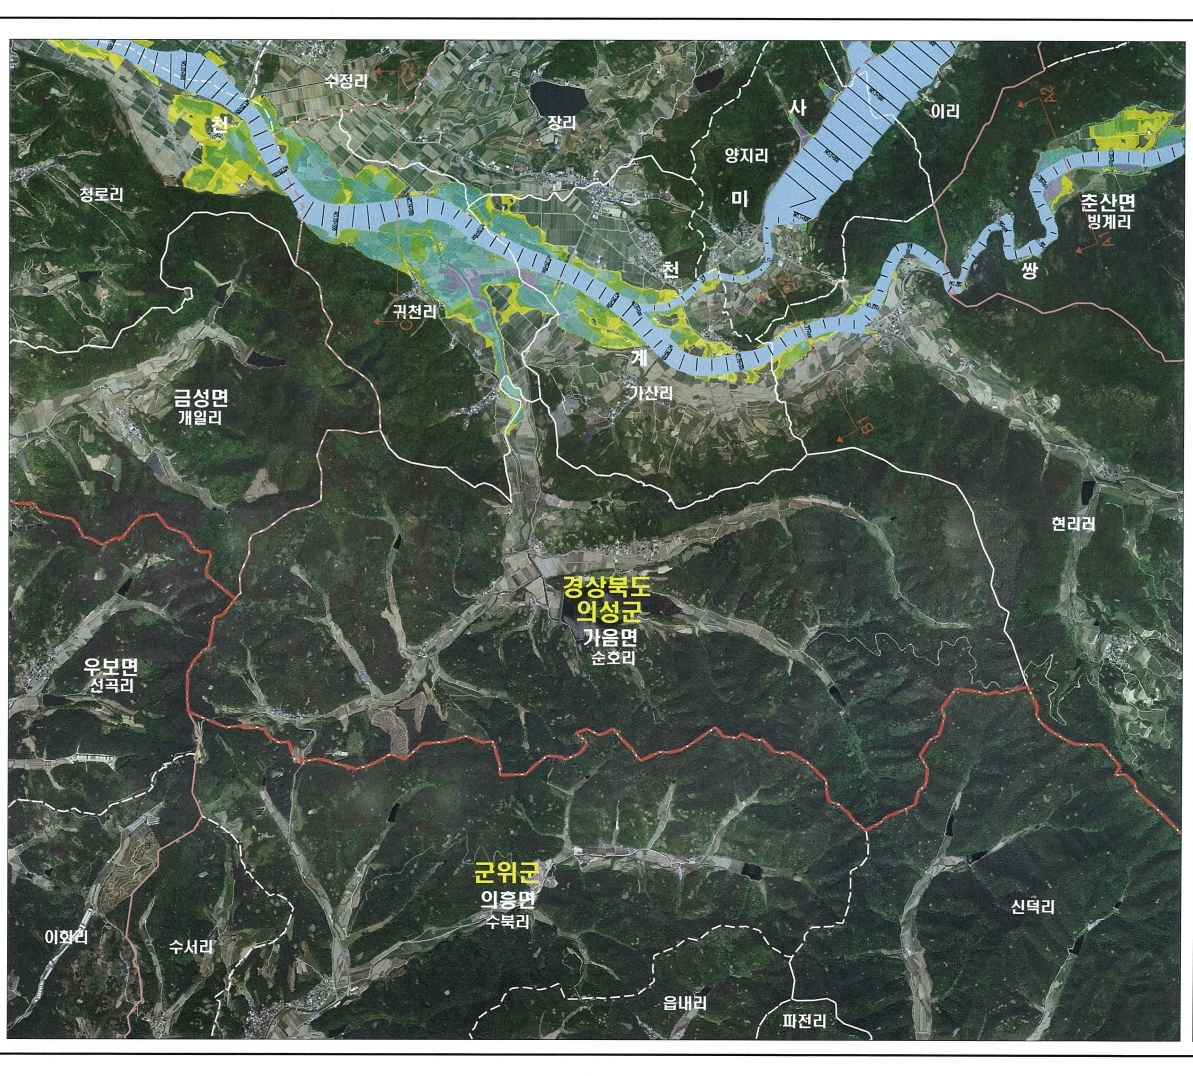 수정리
사
이리
장리
천
양지리
청로리
미
춘산면
빙계리
천
쌍
귀천리
계
가산리
금성면
개일리
현리리
경상북도
의성군
가음면
순호리
우보면
선곡리
군위군
의흥면
수북리
신덕리
이화리
수서리
읍내리
파전리
A2
B1